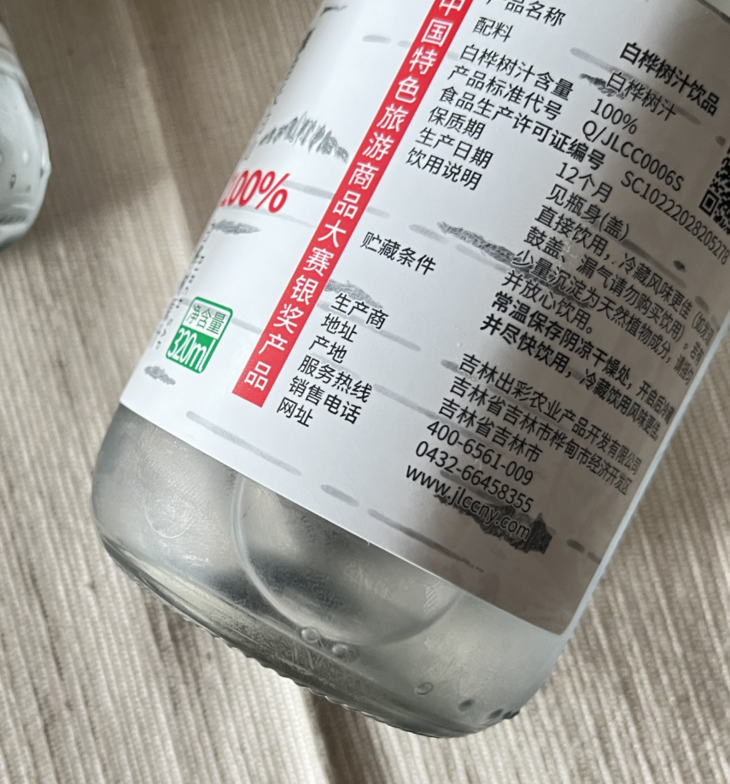 中国特色旅游商品大赛银奖产品
100%
净含量
320ml
产品名称 白桦树汁饮品
配料 白桦树汁
白桦树汁含量 100%
产品标准代号 Q/JLCC0006S
食品生产许可证编号 SC10222028205278
保质期 12个月
生产日期 见瓶身(盖)
饮用说明 直接饮用，冷藏风味更佳
鼓盖、漏气请勿购买饮用)
少量沉淀为天然植物成分，
并放心饮用。
贮藏条件 常温保存阴凉干燥处，开启后冷藏
并尽快饮用，冷藏饮用风味更佳。
生产商 吉林出彩农业产品开发有限公司
地址 吉林省吉林市桦甸市经济开发区
产地 吉林省吉林市
服务热线 400-6561-009
销售电话 0432-66458355
网址 www.jlccny.com